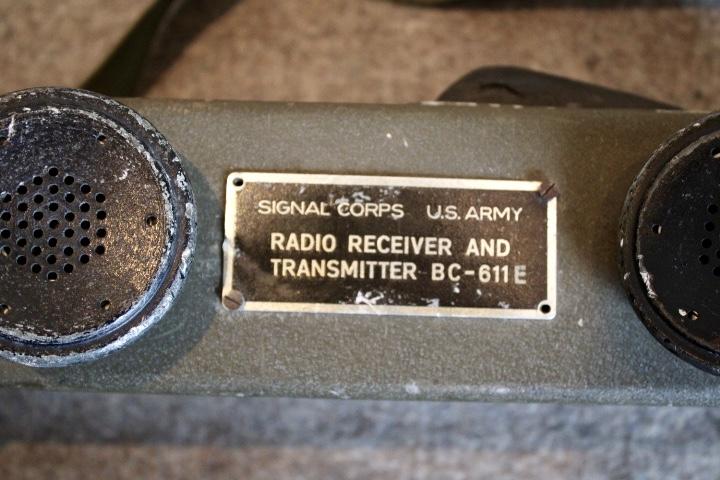 SIGNAL CORPS U.S. ARMY
RADIO RECEIVER AND
TRANSMITTER BC-611E